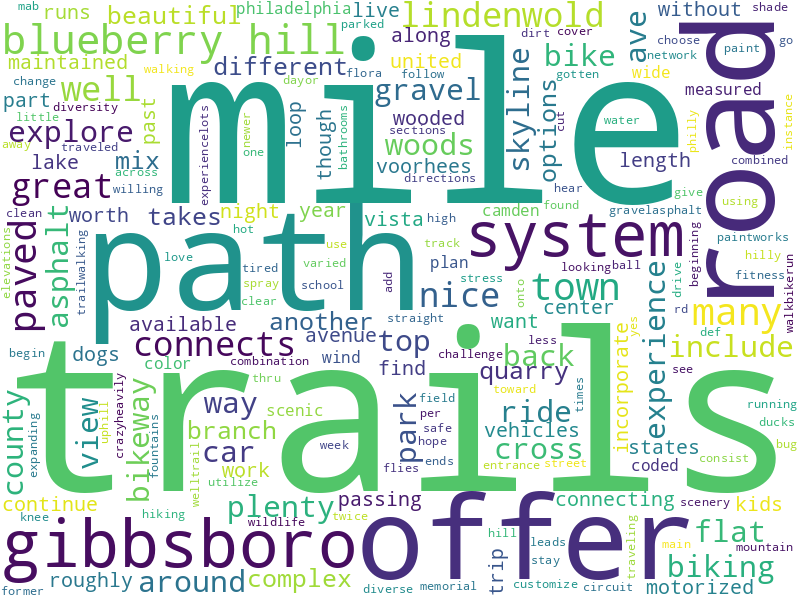 mab
runs
beautiful
philadelphia
live
parked
lindenwold
without
shade
blueberry hill
mile
road
maintained
walking
different
flora
along
united
dirt
cover
bike
ave
choose
paint
go
network
change
part
diversity
well
past
dayor
follow
gravel
skyline
options
wide
measured
instance
little
explore
traveled
experiencelots
newer
one
loop
though
bathrooms
wooded
sections
woods
cut
water
philly
away
lake
mix
across
willing
voorhees
directions
length
combined
great
worth
takes
night
year
vista
high
camden
hear
found
give
using
clean
paved
asphalt
trailwalking
hot
path
use
track
system
gravelasphalt
paintworks
elevations
love
tired
varied
plan
looking
ball
hilly
beginning
spray
school
add
nice
stress
onto
town
experience
drive
fitness
walkbikerun
clear
straight
center
rd
def
many
available
another
avenue
top
want
less
yes
connects
challenge
back
include
begin
dogs
color
combination
wind
find
quarry
incorporate
see
trails
thru
toward
county
view
uphill
crazyheavily
bikeway
fountains
way
scenic
park
field
per
safe
ride
times
running
expanding
branch
car
welltrail
week
hope
vehicles
states
ducks
work
utilize
flies
ends
cross
coded
consist
bug
entrance
street
continue
knee
hiking
plenty
wildlife
twice
passing
connecting
kids
scenery
gibbsboro
offer
main
flat
hill
trip
leads
traveling
mountain
former
roughly
around
complex
diverse
memorial
stay
customize
circuit
biking
motorized